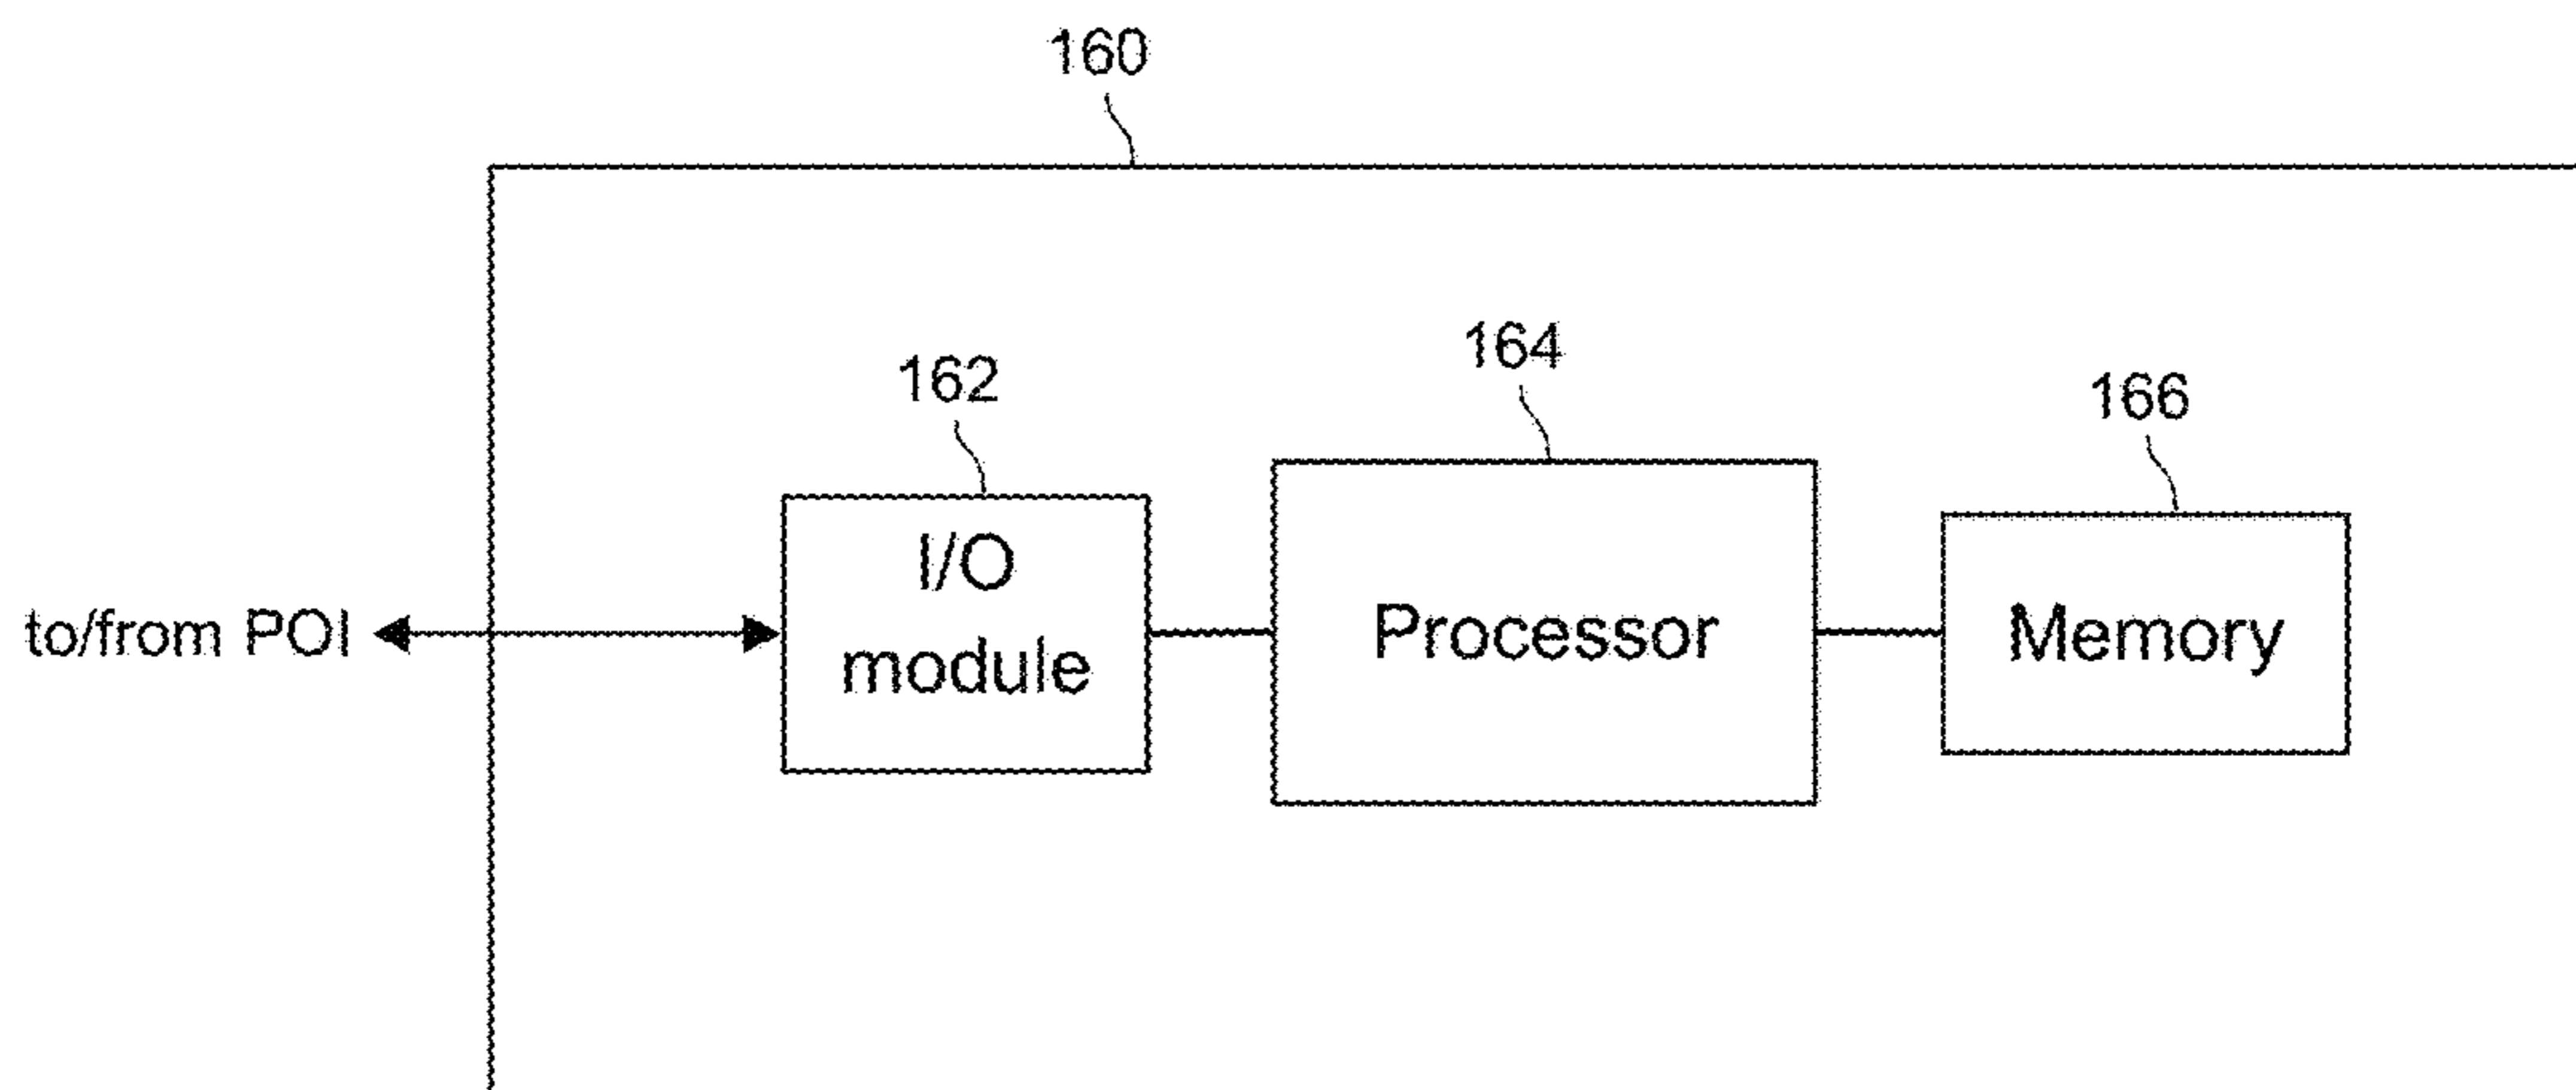 160
162
164
166
I/O
module
Processor
Memory
to/from POI